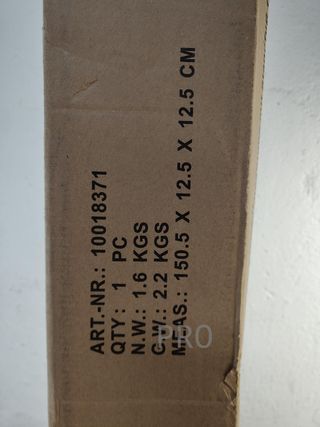 ART.-NR.: 10018371
QTY: 1 PC
N.W.: 1.6 KGS
G.W.: 2.2 KGS
MEAS.: 150.5 X 12.5 X 12.5 CM
PRO